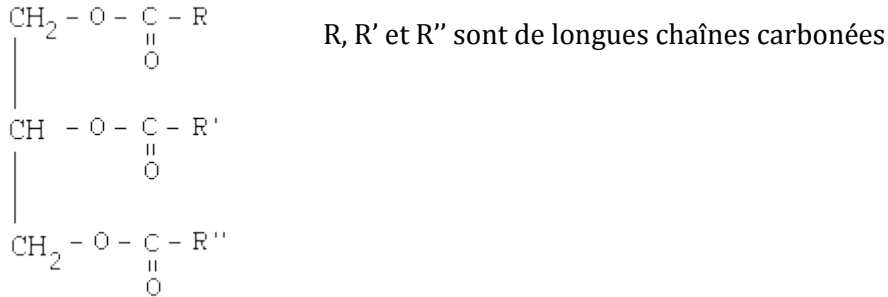 CH2 – O – C – R
O
R, R' et R'' sont de longues chaînes carbonées
CH – O – C – R'
O
CH2 – O – C – R''
O